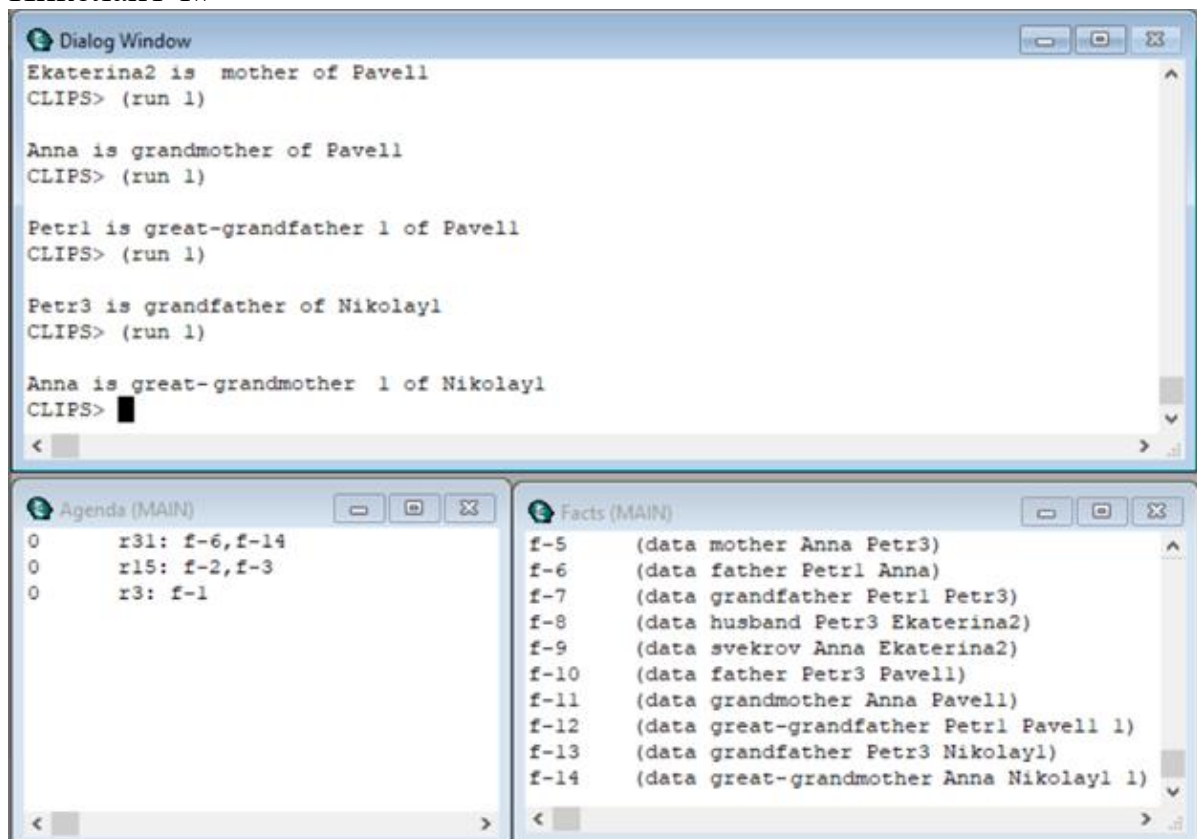 Dialog Window
Ekaterina2 is  mother of Pavel1
CLIPS> (run 1)
Anna is grandmother of Pavel1
CLIPS> (run 1)
Petr1 is great-grandfather 1 of Pavel1
CLIPS> (run 1)
Petr3 is grandfather of Nikolay1
CLIPS> (run 1)
Anna is great-grandmother  1 of Nikolay1
CLIPS>
Agenda (MAIN)
0 r31: f-6,f-14
0 r15: f-2,f-3
0 r3: f-1
Facts (MAIN)
f-5 (data mother Anna Petr3)
f-6 (data father Petr1 Anna)
f-7 (data grandfather Petr1 Petr3)
f-8 (data husband Petr3 Ekaterina2)
f-9 (data svekrov Anna Ekaterina2)
f-10 (data father Petr3 Pavel1)
f-11 (data grandmother Anna Pavel1)
f-12 (data great-grandfather Petr1 Pavel1 1)
f-13 (data grandfather Petr3 Nikolay1)
f-14 (data great-grandmother Anna Nikolay1 1)